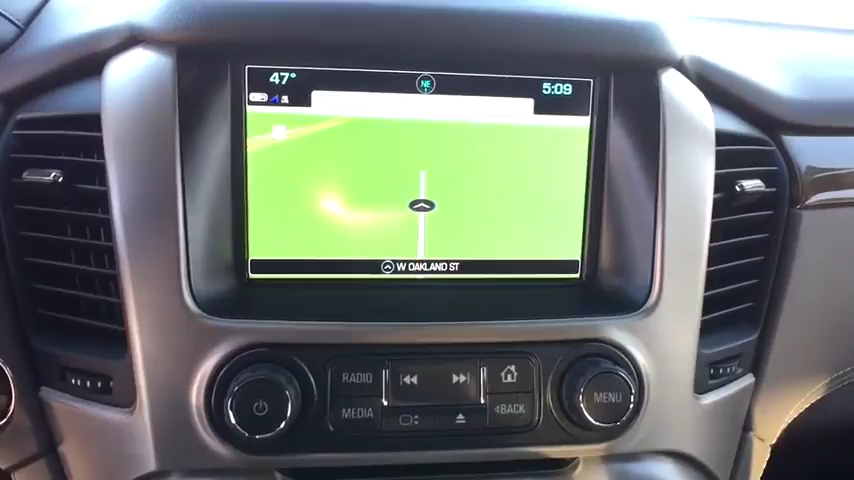 47°
NE
5:09
W OAKLAND ST
RADIO
MEDIA
BACK
MENU